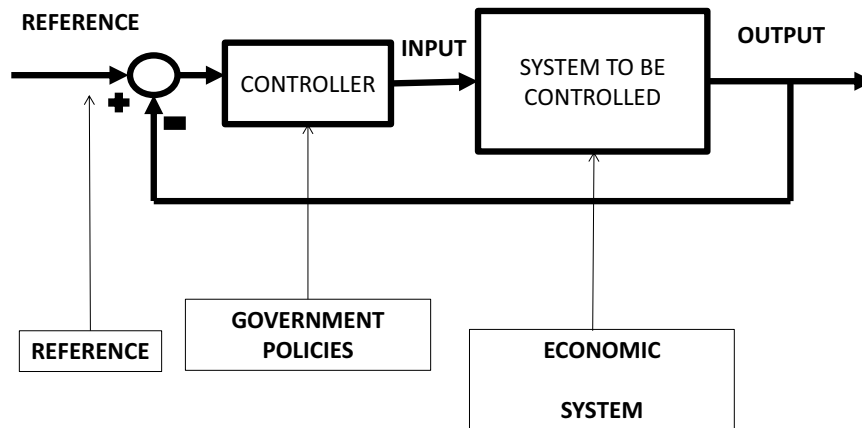 REFERENCE
INPUT
OUTPUT
CONTROLLER
SYSTEM TO BE
CONTROLLED
+
-
REFERENCE
GOVERNMENT
POLICIES
ECONOMIC
SYSTEM